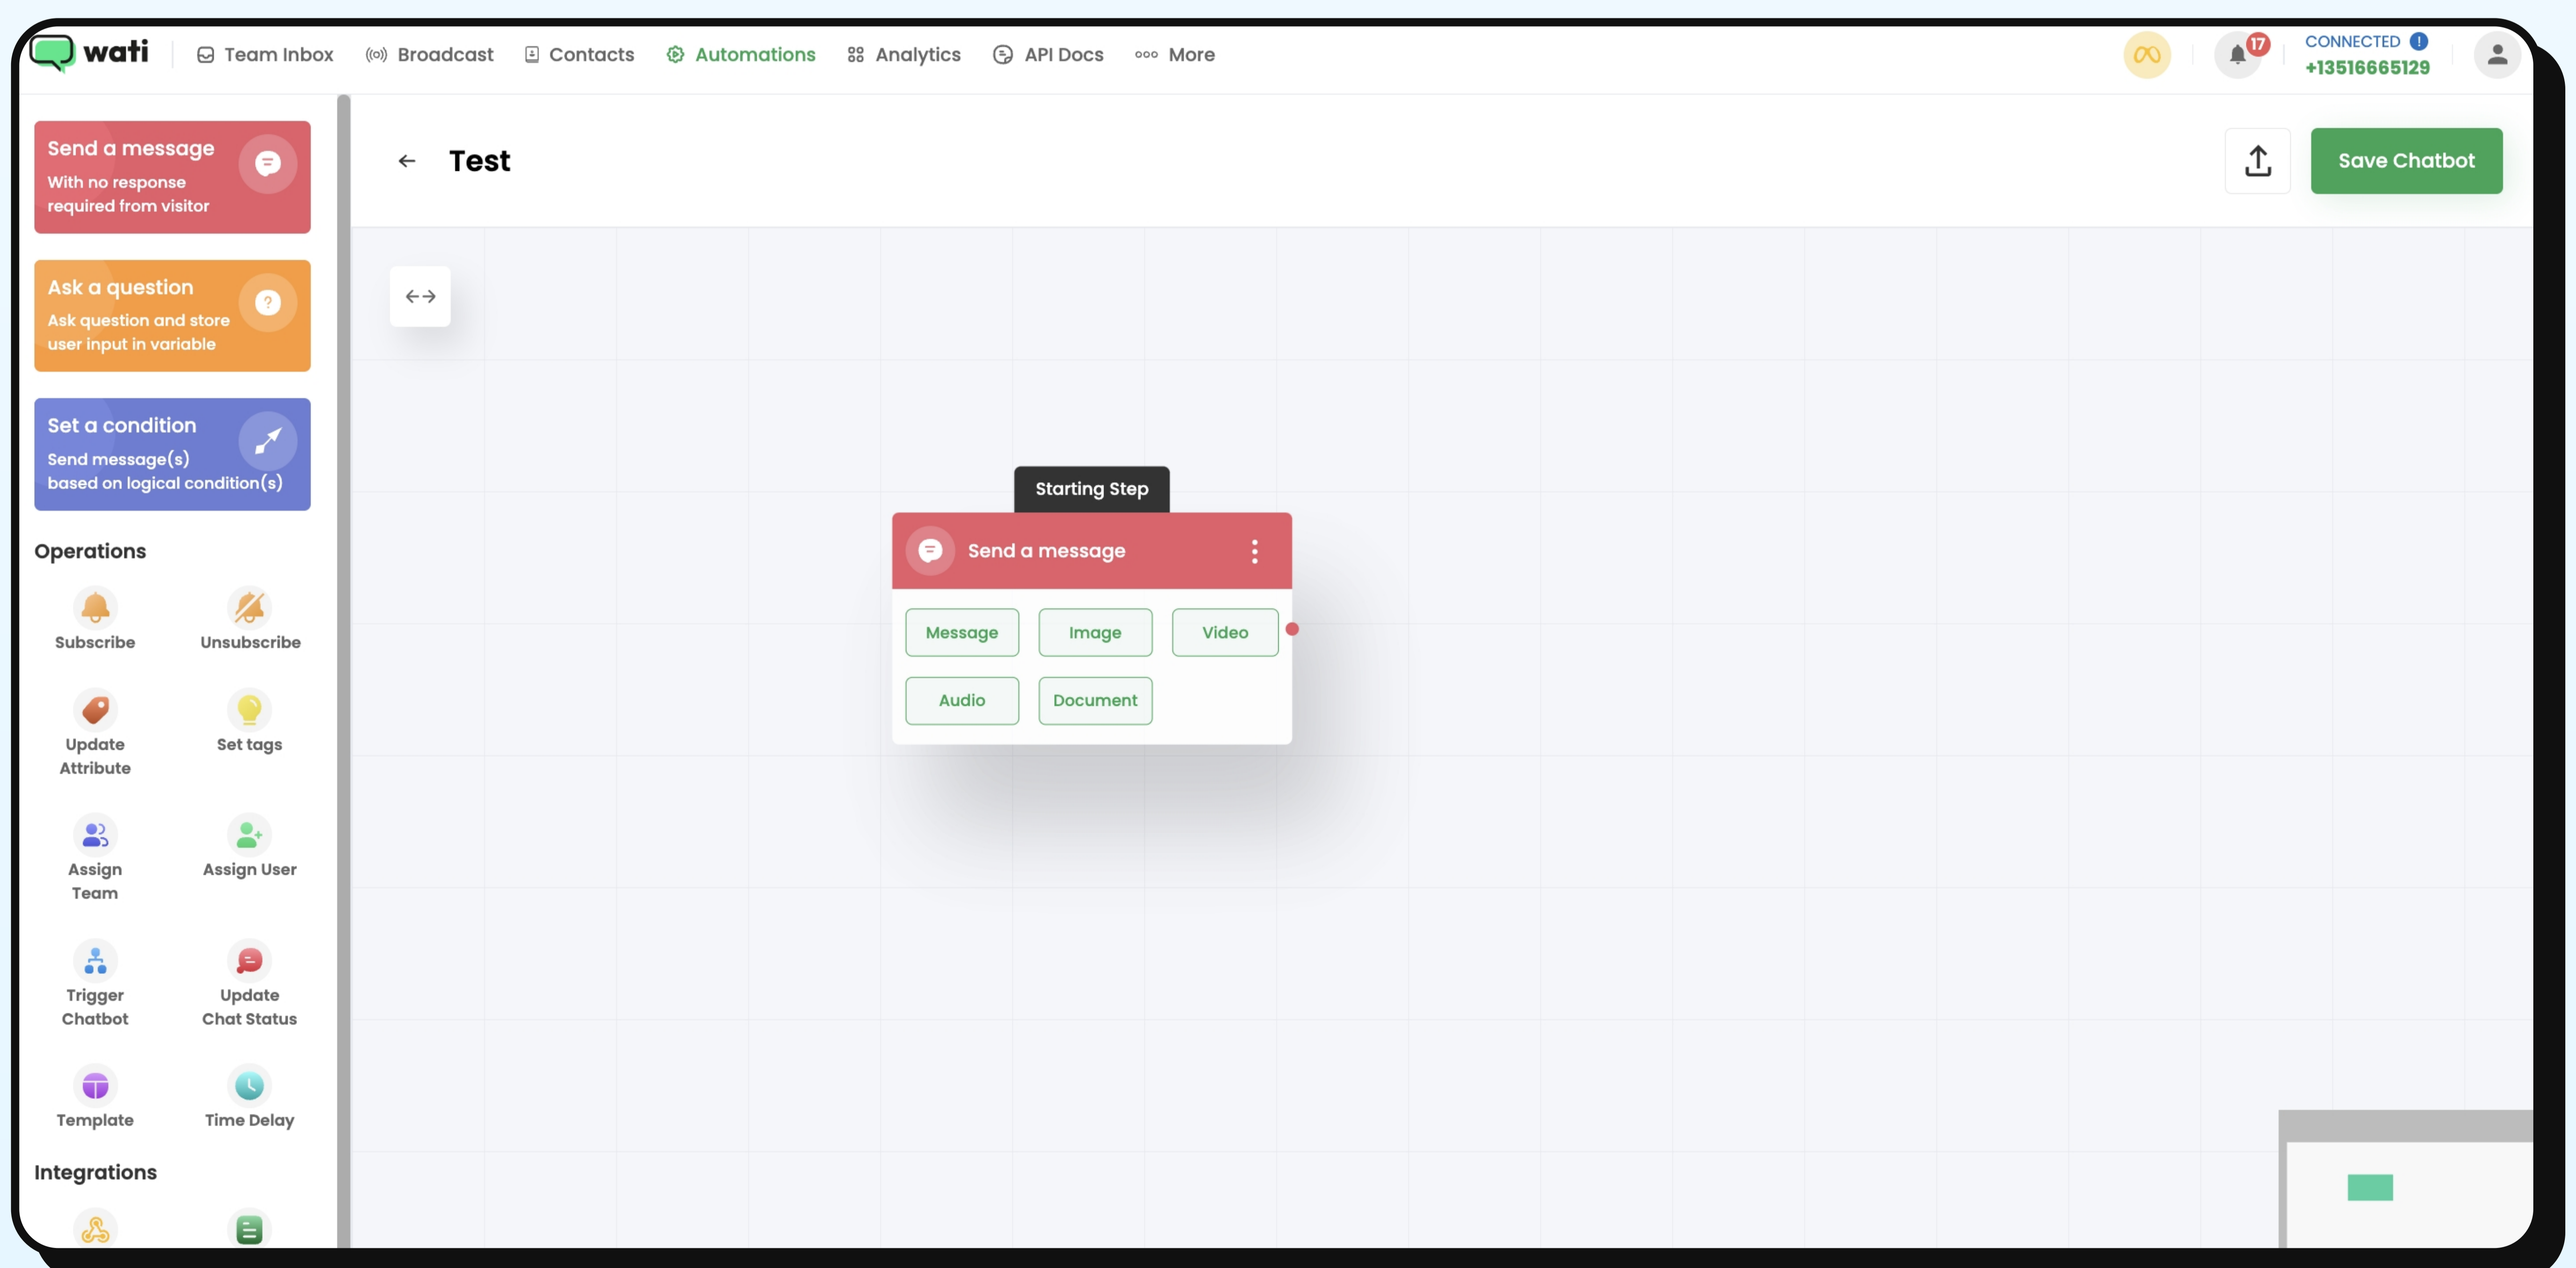 wati
Team Inbox
Broadcast
Contacts
Automations
Analytics
API Docs
More
17
CONNECTED
+13516665129
Send a message
With no response
required from visitor
Ask a question
Ask question and store
user input in variable
Set a condition
Send message(s)
based on logical condition(s)
Operations
Subscribe
Unsubscribe
Update
Attribute
Set tags
Assign
Team
Assign User
Trigger
Chatbot
Update
Chat Status
Template
Time Delay
Integrations
Test
Save Chatbot
Starting Step
Send a message
Message
Image
Video
Audio
Document